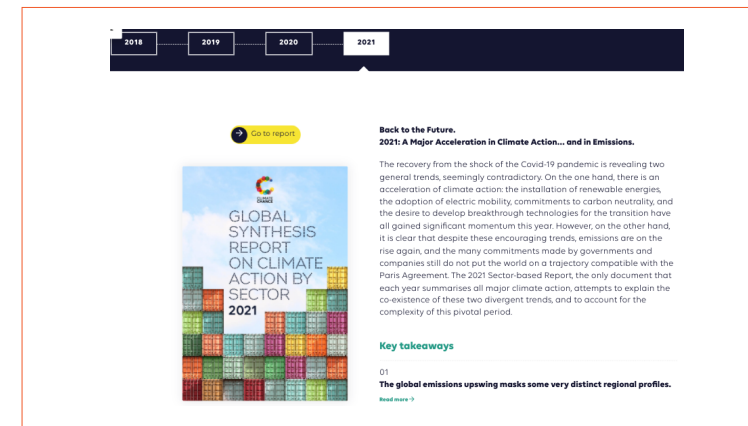 2018
2019
2020
2021
Go to report
CLIMATE
CHANCE
GLOBAL
SYNTHESIS
REPORT
ON CLIMATE
ACTION BY
SECTOR
2021
Back to the Future.
2021: A Major Acceleration in Climate Action... and in Emissions.
The recovery from the shock of the Covid-19 pandemic is revealing two
general trends, seemingly contradictory. On the one hand, there is an
acceleration of climate action: the installation of renewable energies,
the adoption of electric mobility, commitments to carbon neutrality, and
the desire to develop breakthrough technologies for the transition have
all gained significant momentum this year. However, on the other hand,
it is clear that despite these encouraging trends, emissions are on the
rise again, and the many commitments made by governments and
companies still do not put the world on a trajectory compatible with the
Paris Agreement. The 2021 Sector-based Report, the only document that
each year summarises all major climate action, attempts to explain the
co-existence of these two divergent trends, and to account for the
complexity of this pivotal period.
Key takeaways
01
The global emissions upswing masks some very distinct regional profiles.
Read more →